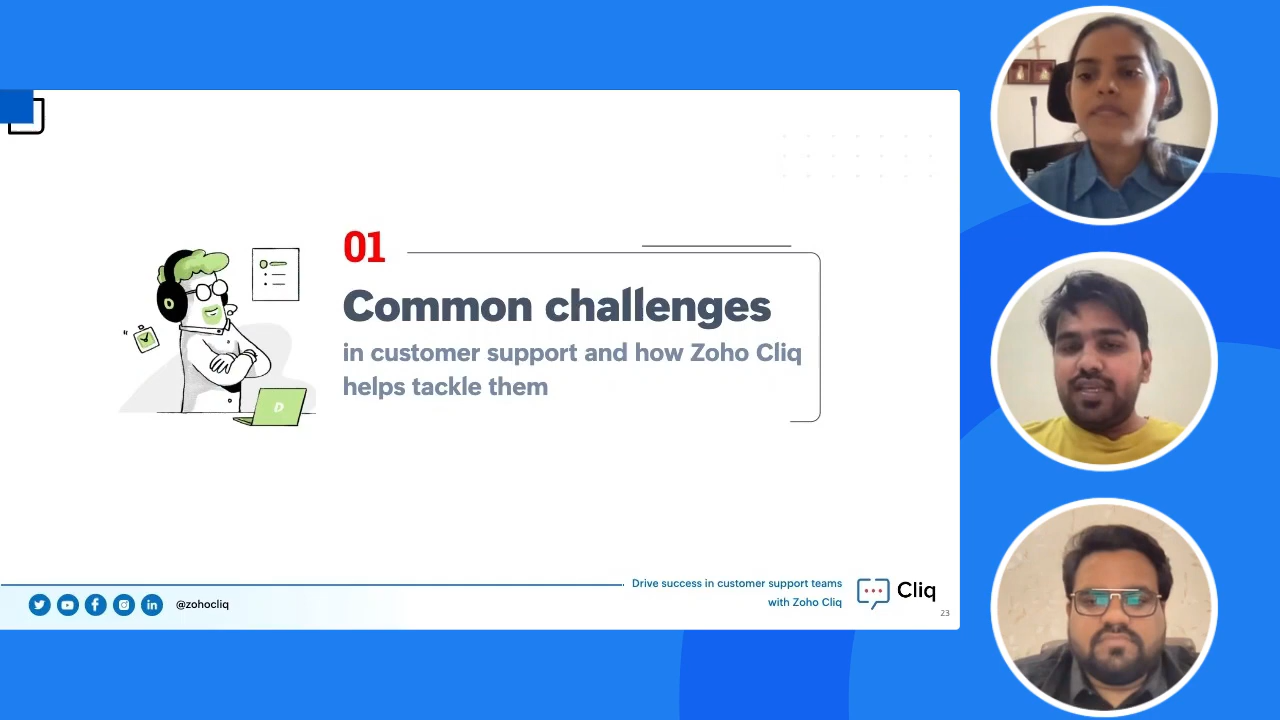 01
Common challenges
in customer support and how Zoho Cliq
helps tackle them
D
@zohocliq
Drive success in customer support teams
with Zoho Cliq
Cliq
23